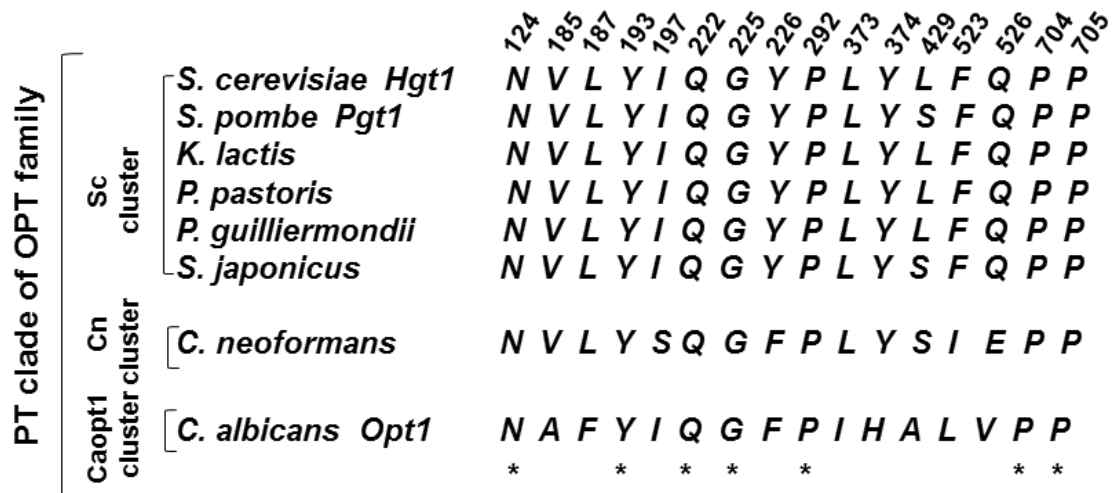 124 185 187 193 197 222 225 226 292 373 374 429 523 526 704 705
PT clade of OPT family
Sc cluster
S. cerevisiae Hgt1 N V L Y I Q G Y P L Y L F Q P P
S. pombe Pgt1 N V L Y I Q G Y P L Y S F Q P P
K. lactis N V L Y I Q G Y P L Y L F Q P P
P. pastoris N V L Y I Q G Y P L Y L F Q P P
P. guilliermondii N V L Y I Q G Y P L Y L F Q P P
S. japonicus N V L Y I Q G Y P L Y S F Q P P
Cn cluster
C. neoformans N V L Y S Q G F P L Y S I E P P
Caopt1 cluster
C. albicans Opt1 N A F Y I Q G F P I H A L V P P
* * * * * * *